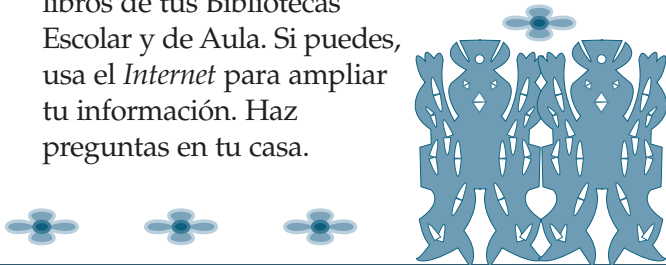 libros de tus Bibliotecas
Escolar y de Aula. Si puedes,
usa el Internet para ampliar
tu información. Haz
preguntas en tu casa.